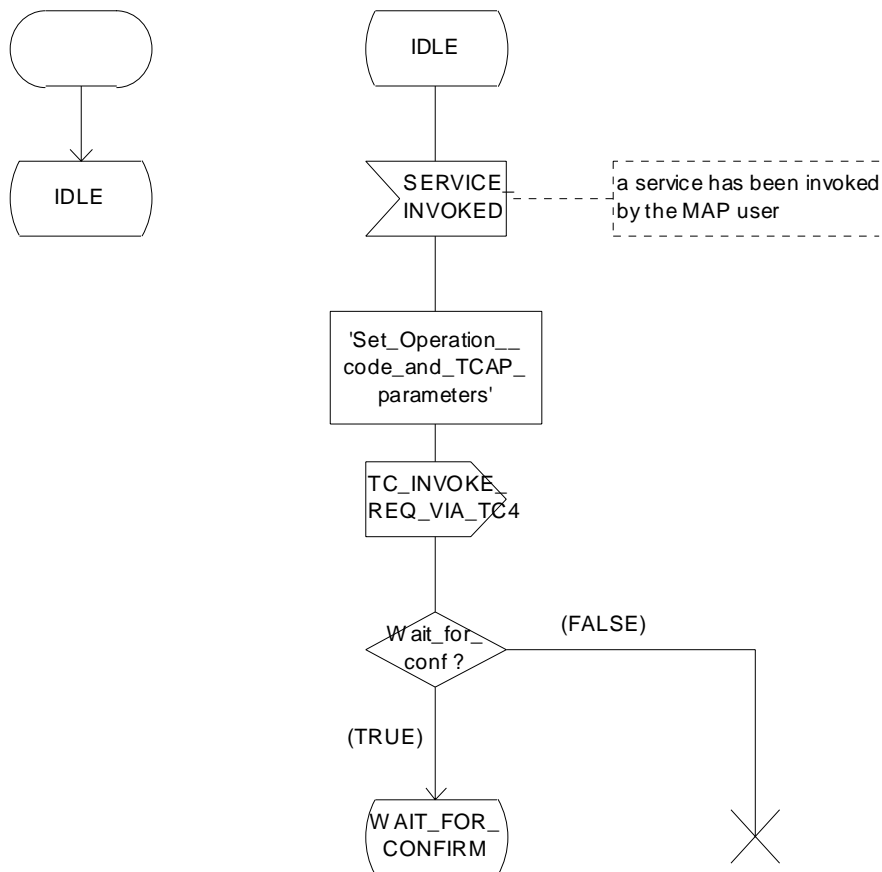 IDLE
IDLE
SERVICE_
INVOKED
a service has been invoked
by the MAP user
'Set_Operation__
code_and_TCAP_
parameters'
TC_INVOKE_
REQ_VIA_TC4
Wait_for_
conf ?
(FALSE)
(TRUE)
WAIT_FOR_
CONFIRM